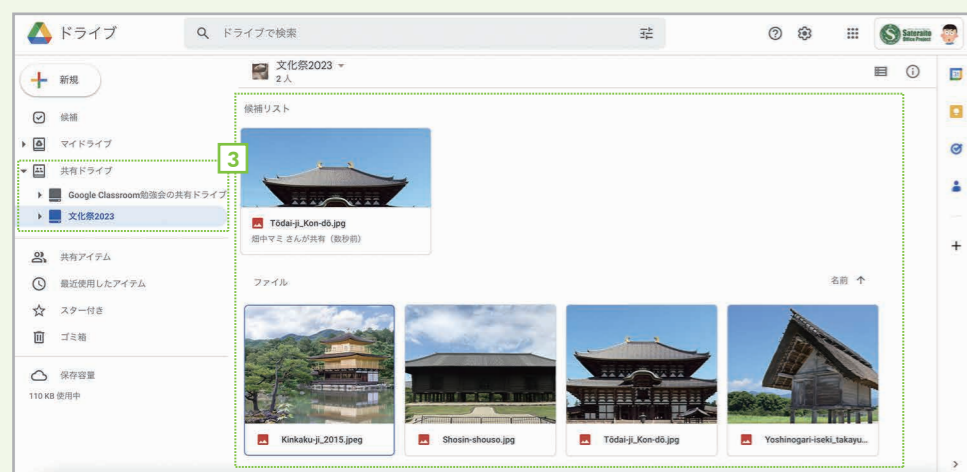 ドライブ
ドライブで検索
Satersaite
Office Project
新規
候補
マイドライブ
共有ドライブ
Google Classroom勉強会の共有ドライブ
文化祭2023
共有アイテム
最近使用したアイテム
スター付き
ゴミ箱
保存容量
110 KB 使用中
3
文化祭2023
2人
候補リスト
Tōdai-ji_Kon-dō.jpg
畑中マミ さんが共有（数秒前）
ファイル
名前
Kinkaku-ji_2015.jpeg
Shosin-shouso.jpg
Tōdai-ji_Kon-dō.jpg
Yoshinogari-iseki_takayu...